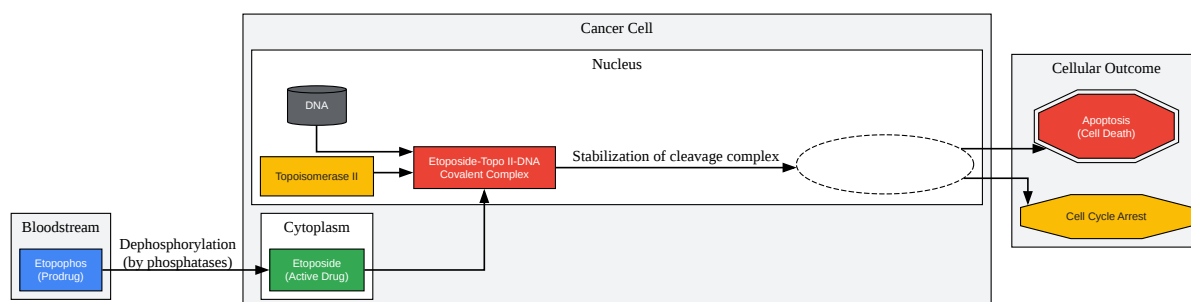 Cancer Cell
Nucleus
Cellular Outcome
DNA
Apoptosis
(Cell Death)
Etoposide-Topo II-DNA
Covalent Complex
Stabilization of cleavage complex
Topoisomerase II
Cell Cycle Arrest
Bloodstream
Dephosphorylation
(by phosphatases)
Cytoplasm
Etopophos
(Prodrug)
Etoposide
(Active Drug)